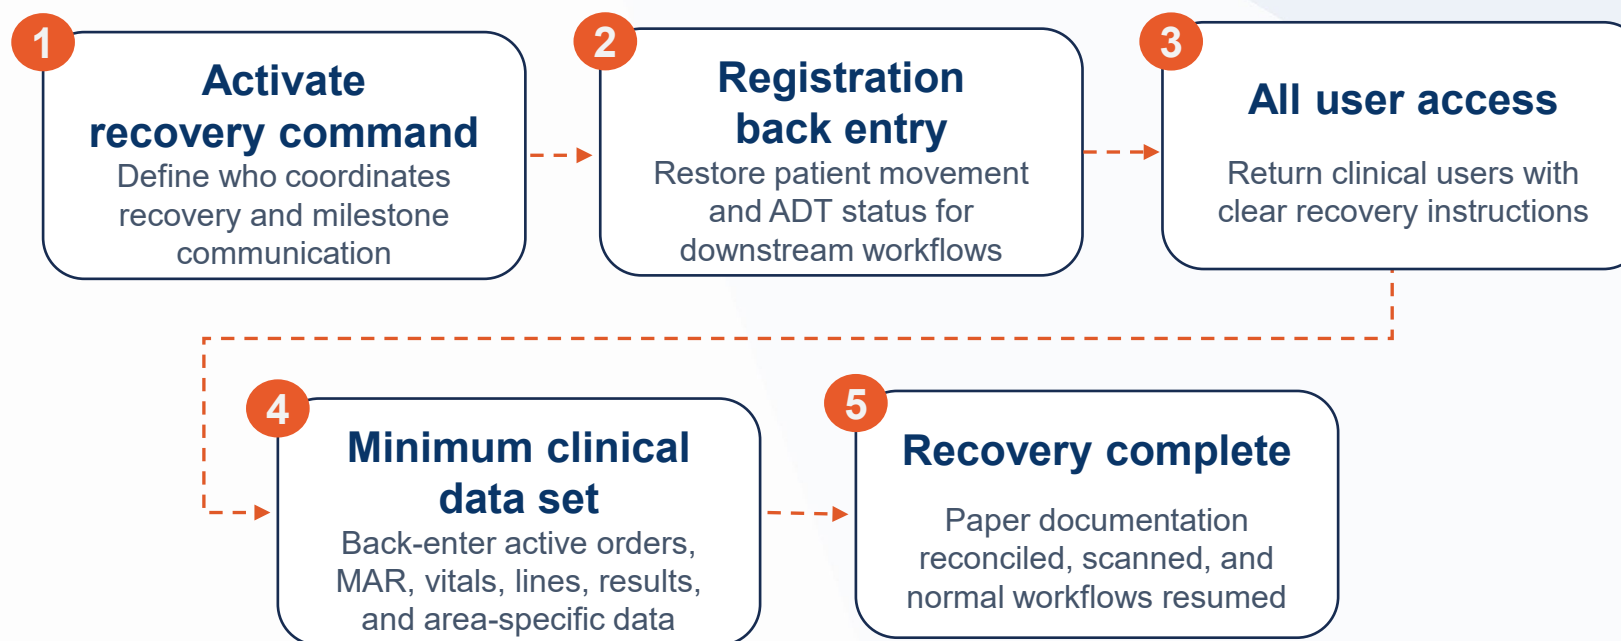 1
Activate
recovery command
Define who coordinates
recovery and milestone
communication
2
Registration
back entry
Restore patient movement
and ADT status for
downstream workflows
3
All user access
Return clinical users with
clear recovery instructions
4
Minimum clinical
data set
Back-enter active orders,
MAR, vitals, lines, results,
and area-specific data
5
Recovery complete
Paper documentation
reconciled, scanned, and
normal workflows resumed